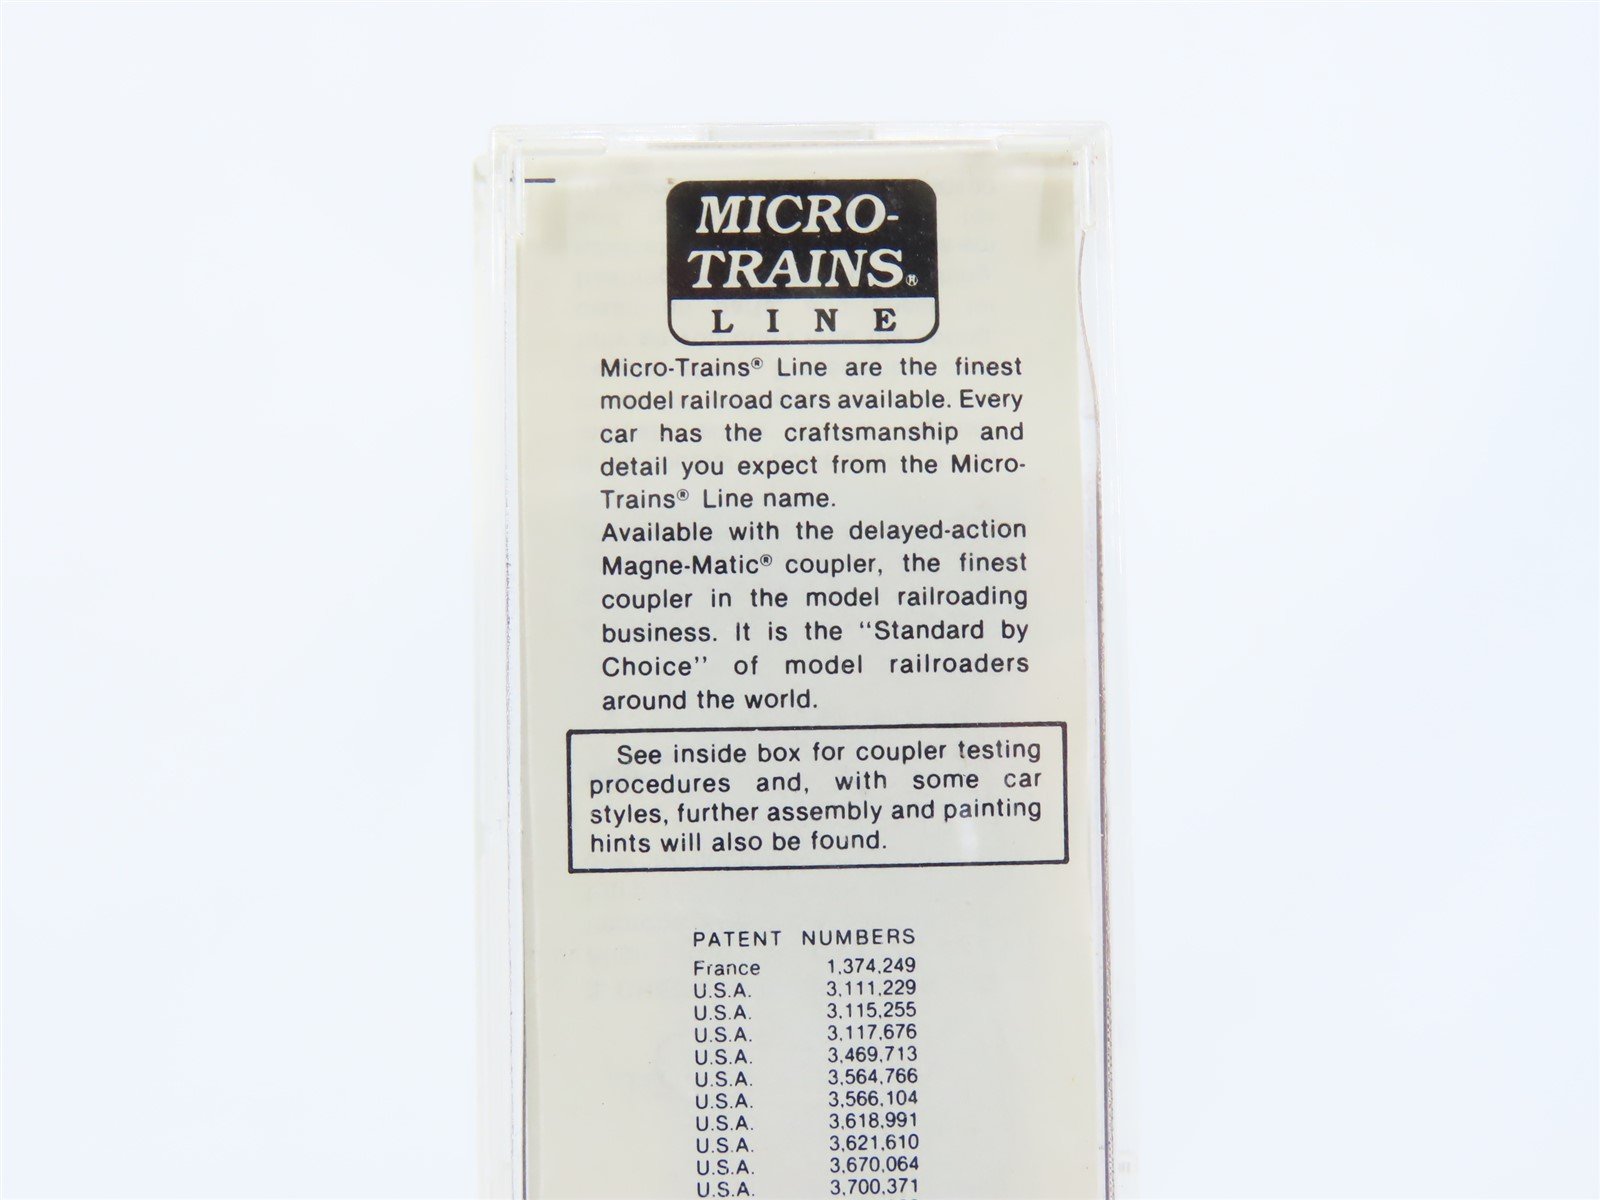 MICRO-
TRAINS®
LINE
Micro-Trains® Line are the finest
model railroad cars available. Every
car has the craftsmanship and
detail you expect from the Micro-
Trains® Line name.
Available with the delayed-action
Magne-Matic® coupler, the finest
coupler in the model railroading
business. It is the “Standard by
Choice” of model railroaders
around the world.
See inside box for coupler testing
procedures and, with some car
styles, further assembly and painting
hints will also be found.
PATENT NUMBERS
France 1,374,249
U.S.A. 3,111,229
U.S.A. 3,115,255
U.S.A. 3,117,676
U.S.A. 3,469,713
U.S.A. 3,564,766
U.S.A. 3,566,104
U.S.A. 3,618,991
U.S.A. 3,621,610
U.S.A. 3,670,064
U.S.A. 3,700,371